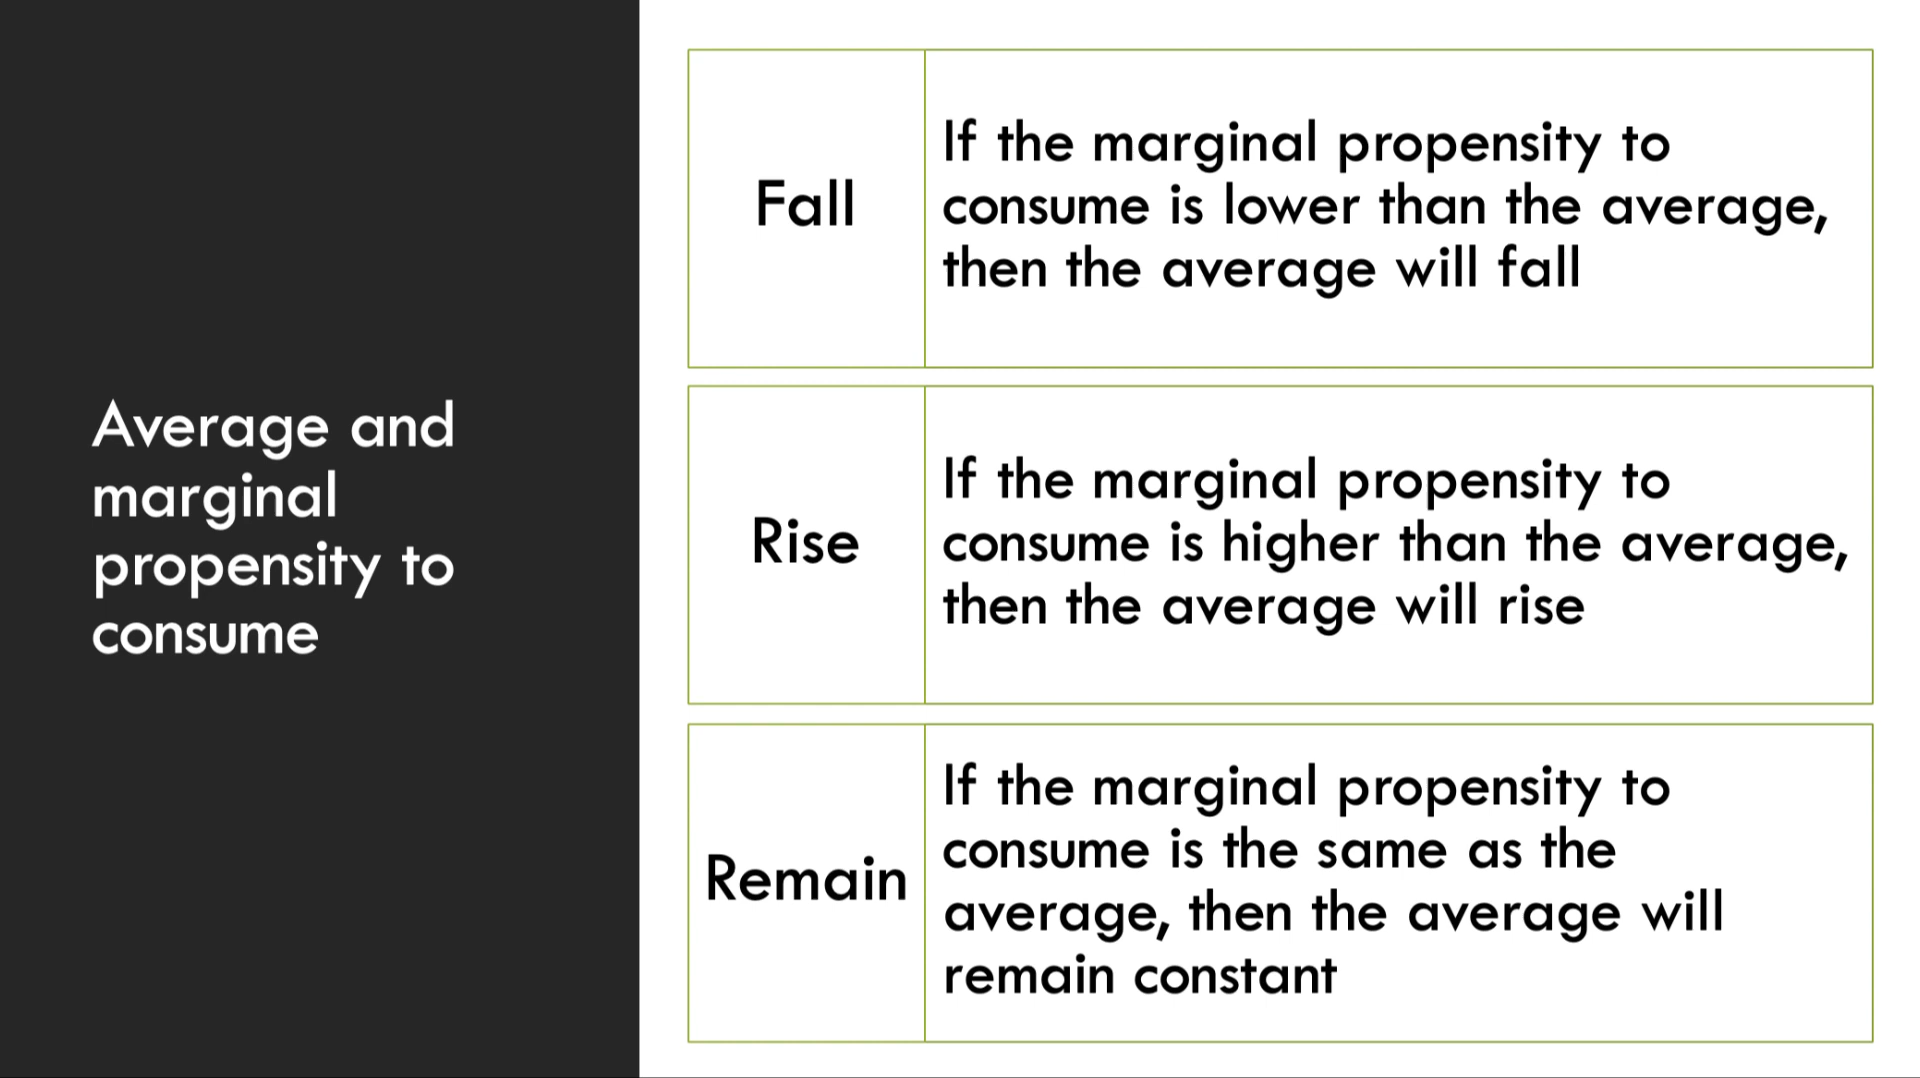 Average and
marginal
propensity to
consume
Fall
If the marginal propensity to
consume is lower than the average,
then the average will fall
Rise
If the marginal propensity to
consume is higher than the average,
then the average will rise
Remain
If the marginal propensity to
consume is the same as the
average, then the average will
remain constant